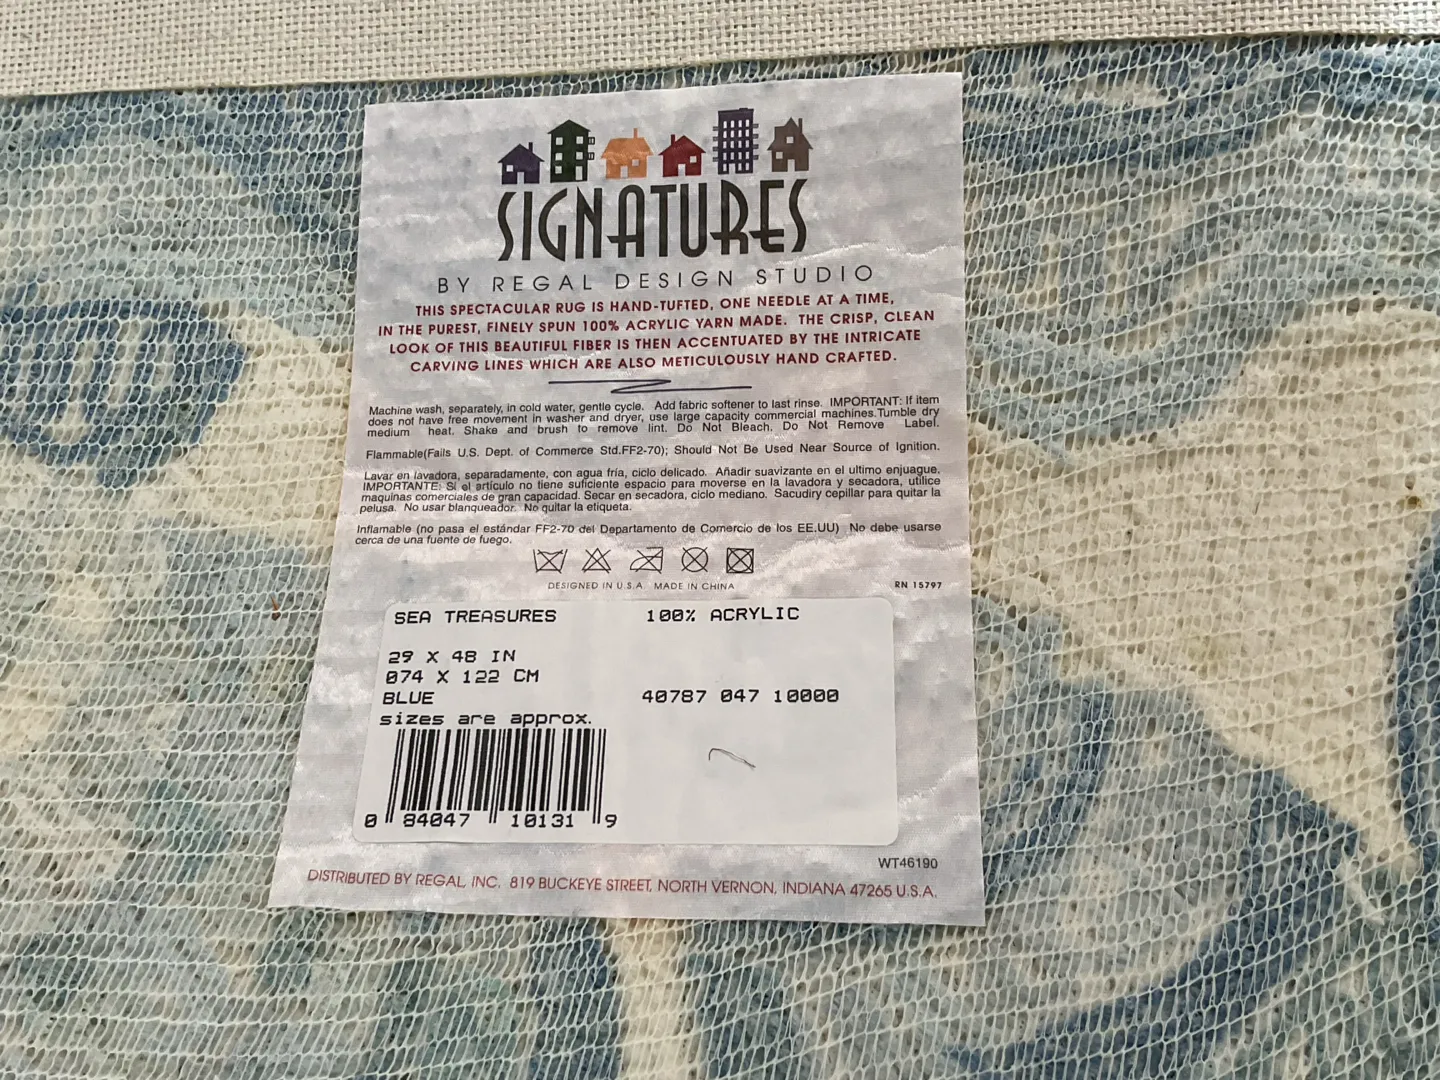 SIGNATURES
BY REGAL DESIGN STUDIO
THIS SPECTACULAR RUG IS HAND-TUFTED, ONE NEEDLE AT A TIME,
IN THE PUREST, FINELY SPUN 100% ACRYLIC YARN MADE. THE CRISP, CLEAN
LOOK OF THIS BEAUTIFUL FIBER IS THEN ACCENTUATED BY THE INTRICATE
CARVING LINES WHICH ARE ALSO METICULOUSLY HAND CRAFTED.
Machine wash, separately, in cold water, gentle cycle. Add fabric softener to last rinse. IMPORTANT: If item
does not have free movement in washer and dryer, use large capacity commercial machines.Tumble dry
medium heat. Shake and brush to remove lint. Do Not Bleach. Do Not Remove Label.
Flammable(Fails U.S. Dept. of Commerce Std.FF2-70); Should Not Be Used Near Source of Ignition.
Lavar en lavadora, separadamente, con agua fría, ciclo delicado. Añadir suavizante en el ultimo enjuague.
IMPORTANTE: Si el artículo no tiene suficiente espacio para moverse en la lavadora y secadora, utilice
maquinas comerciales de gran capacidad. Secar en secadora, ciclo mediano. Sacudiry cepillar para quitar la
pelusa. No usar blanqueador. No quitar la etiqueta.
Inflamable (no pasa el estándar FF2-70 del Departamento de Comercio de los EE.UU) No debe usarse
cerca de una fuente de fuego.
DESIGNED IN U.S.A. MADE IN CHINA
RN 15797
SEA TREASURES 100% ACRYLIC
29 X 48 IN
074 X 122 CM
BLUE 40787 047 10000
sizes are approx.
0 84047 10131 9
WT46190
DISTRIBUTED BY REGAL, INC. 819 BUCKEYE STREET, NORTH VERNON, INDIANA 47265 U.S.A.